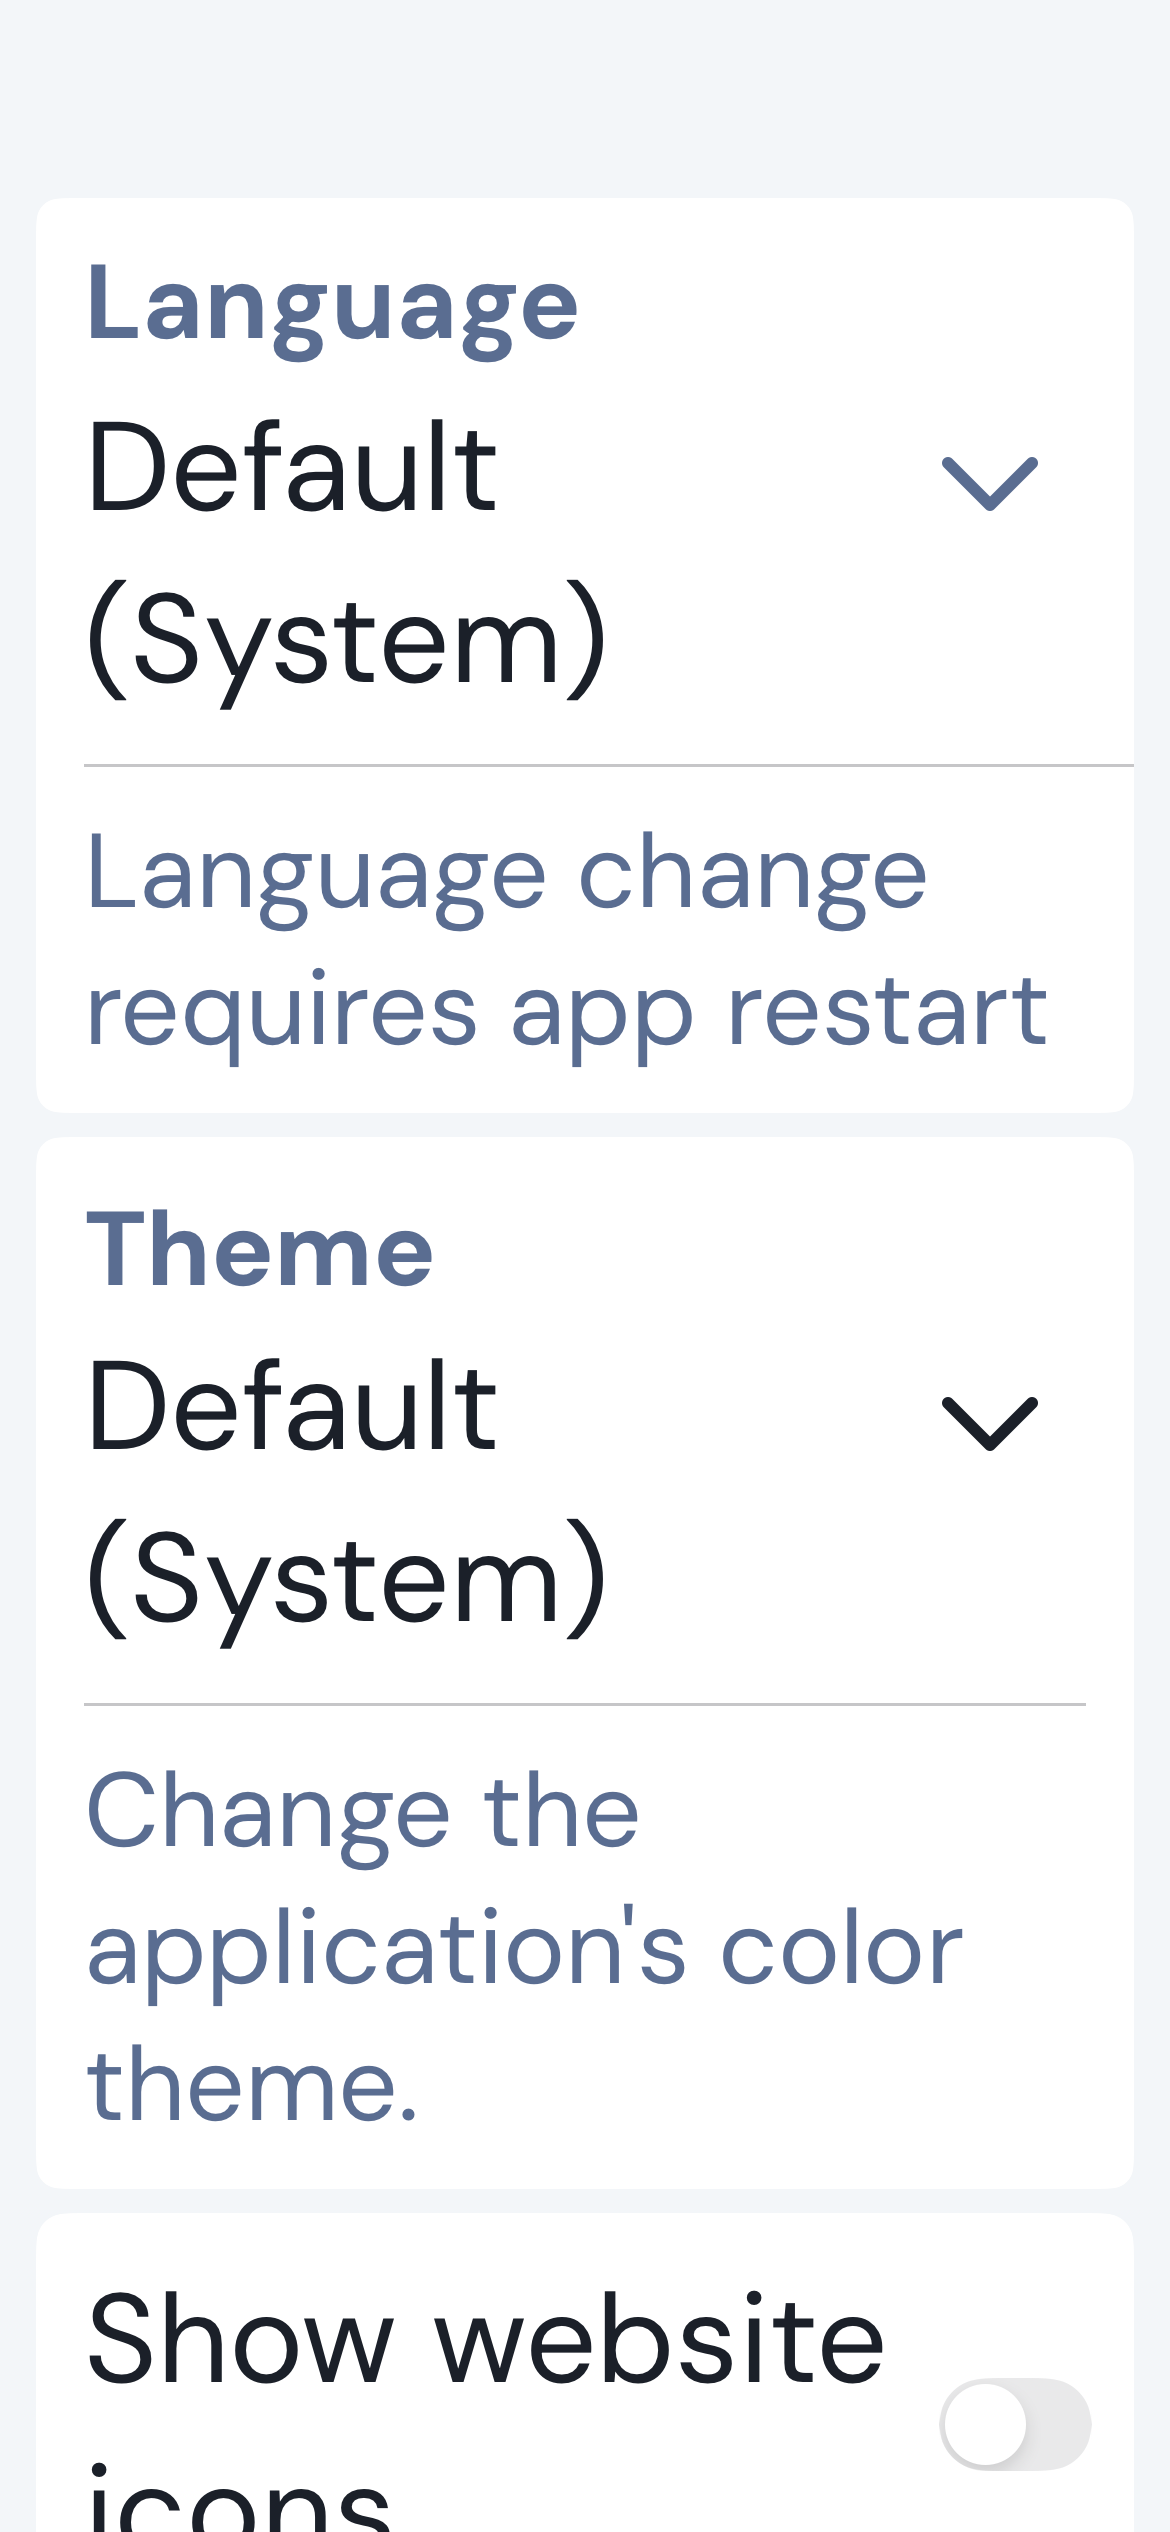 Language
Default
(System)
Language change
requires app restart
Theme
Default
(System)
Change the
application's color
theme.
Show website
icons